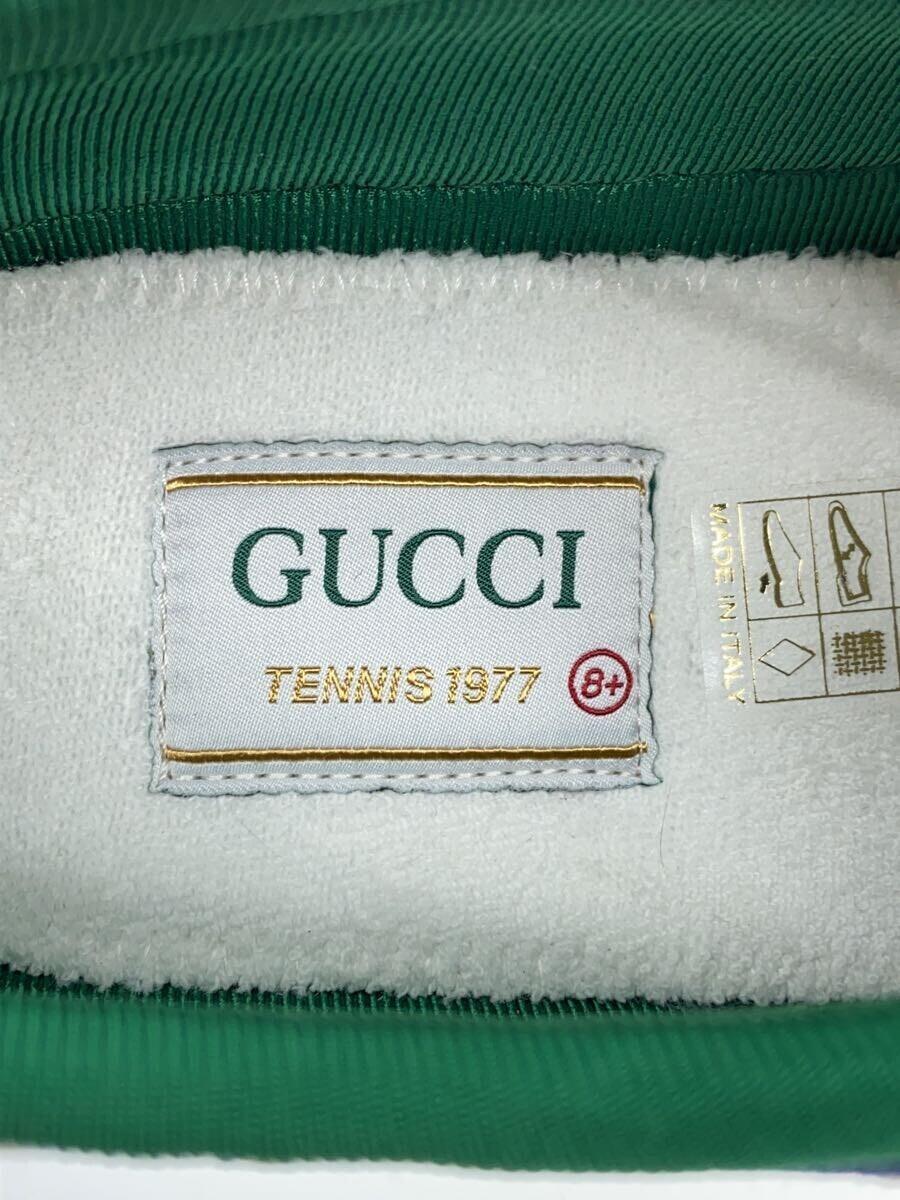 GUCCI
TENNIS 1977 8+
MADE IN ITALY